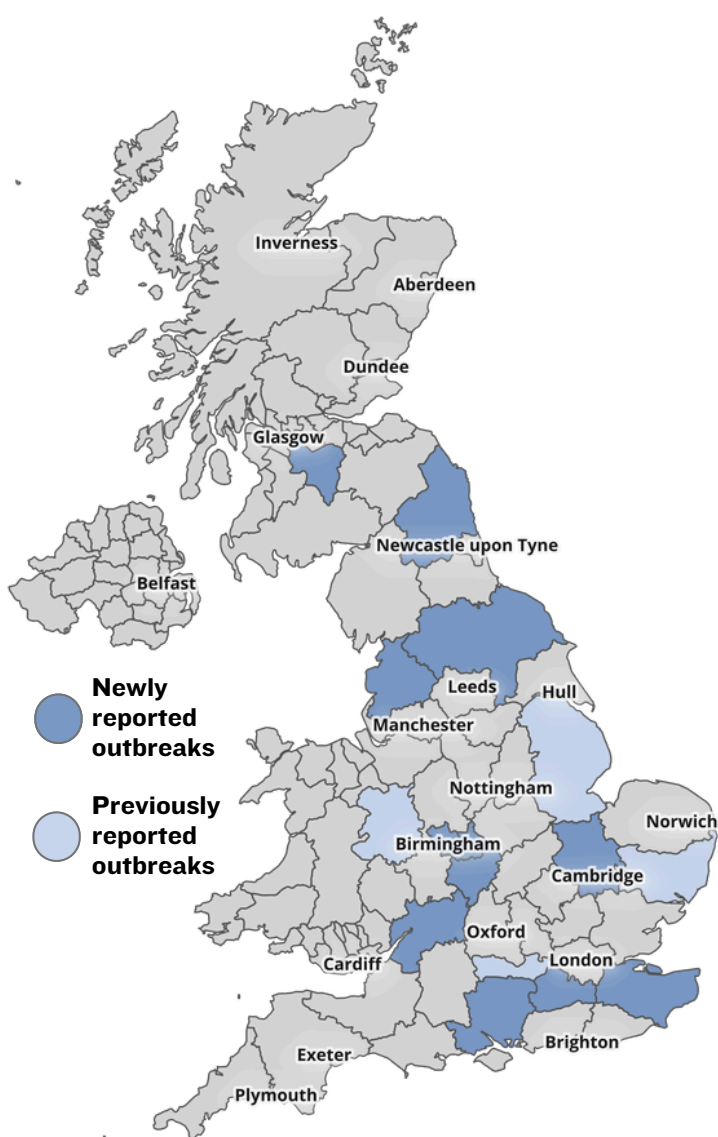 Inverness
Aberdeen
Dundee
Glasgow
Newcastle upon Tyne
Belfast
Newly
reported
outbreaks
Leeds
Hull
Manchester
Nottingham
Previously
reported
outbreaks
Norwich
Birmingham
Cambridge
Oxford
London
Cardiff
Brighton
Exeter
Plymouth